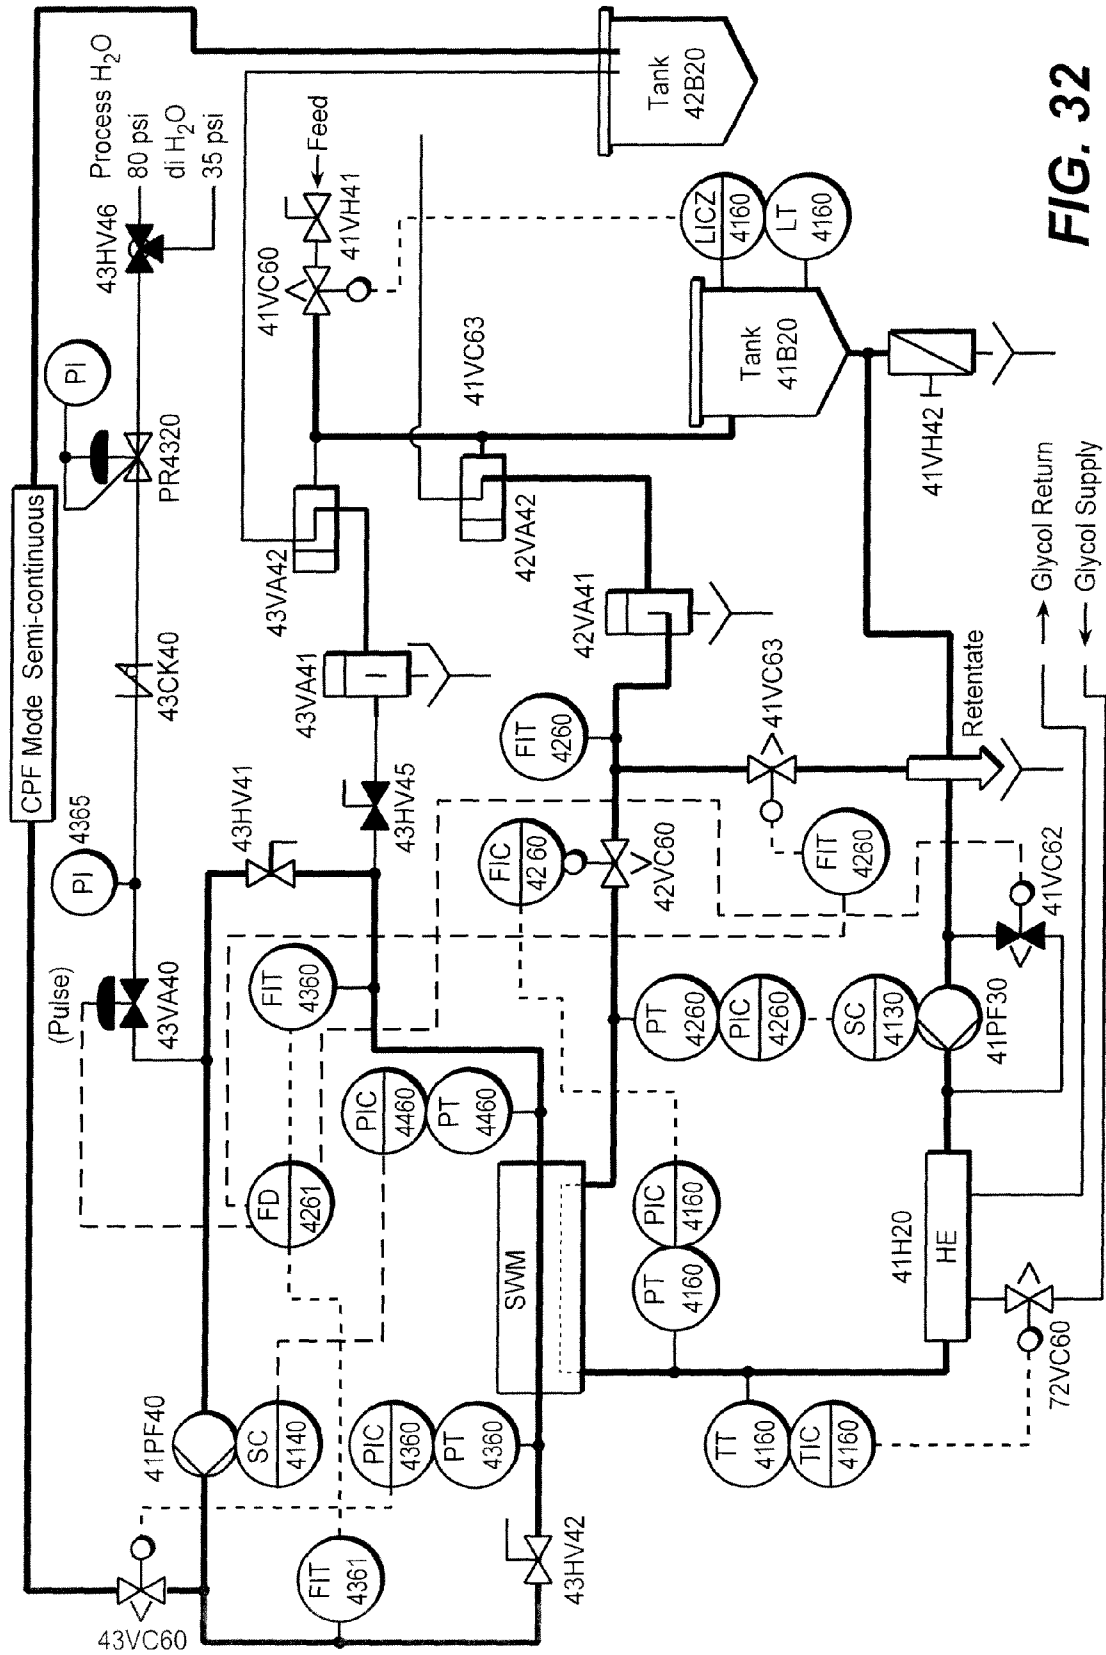 CPF Mode Semi-continuous
Process H₂O
80 psi
di H₂O
35 psi
43HV46
PI
PR4320
43CK40
PI
4365
(Pulse)
43VA40
Tank
42B20
Feed
41VH41
41VC60
LICZ
4160
LT
4160
41VC63
43VA42
42VA42
Tank
41B20
41VH42
43VA41
42VA41
43HV41
43HV45
FIT
4260
41VC63
Retentate
Glycol Return
Glycol Supply
FIC
42 60
42VC60
FIT
4260
41VC62
FIT
4360
PT
4260
PIC
4260
SC
4130
41PF30
FD
4261
PIC
4460
PT
4460
SWM
PT
4160
PIC
4160
41H20
HE
41PF40
SC
4140
PIC
4360
PT
4360
TT
4160
TIC
4160
72VC60
43VC60
FIT
4361
43HV42
FIG. 32